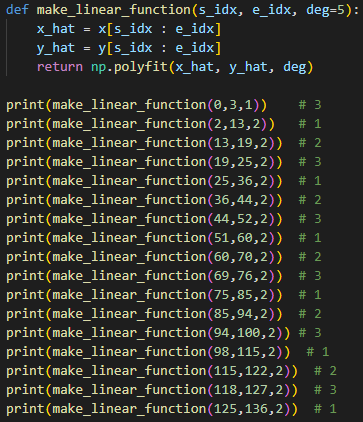 def make_linear_function(s_idx, e_idx, deg=5):
    x_hat = x[s_idx : e_idx]
    y_hat = y[s_idx : e_idx]
    return np.polyfit(x_hat, y_hat, deg)

print(make_linear_function(0,3,1))    # 3
print(make_linear_function(2,13,2))   # 1
print(make_linear_function(13,19,2))  # 2
print(make_linear_function(19,25,2))  # 3
print(make_linear_function(25,36,2))  # 1
print(make_linear_function(36,44,2))  # 2
print(make_linear_function(44,52,2))  # 3
print(make_linear_function(51,60,2))  # 1
print(make_linear_function(60,70,2))  # 2
print(make_linear_function(69,76,2))  # 3
print(make_linear_function(75,85,2))  # 1
print(make_linear_function(85,94,2))  # 2
print(make_linear_function(94,100,2)) # 3
print(make_linear_function(98,115,2))  # 1
print(make_linear_function(115,122,2))  # 2
print(make_linear_function(118,127,2))  # 3
print(make_linear_function(125,136,2))  # 1